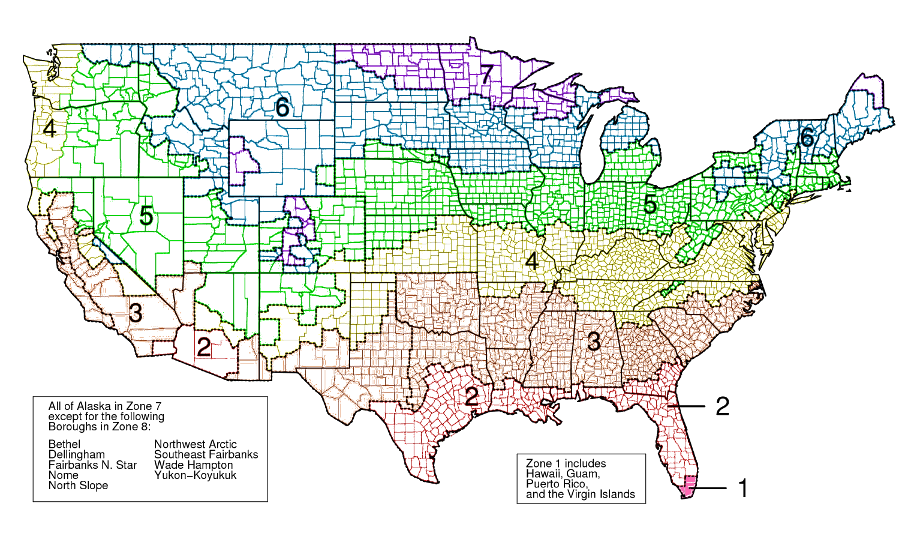 7
6
6
4
5
5
4
3
3
2
2
2
1
All of Alaska in Zone 7
except for the following
Boroughs in Zone 8:
Bethel
Dellingham
Fairbanks N. Star
Nome
North Slope
Northwest Arctic
Southeast Fairbanks
Wade Hampton
Yukon-Koyukuk
Zone 1 includes
Hawaii, Guam,
Puerto Rico,
and the Virgin Islands